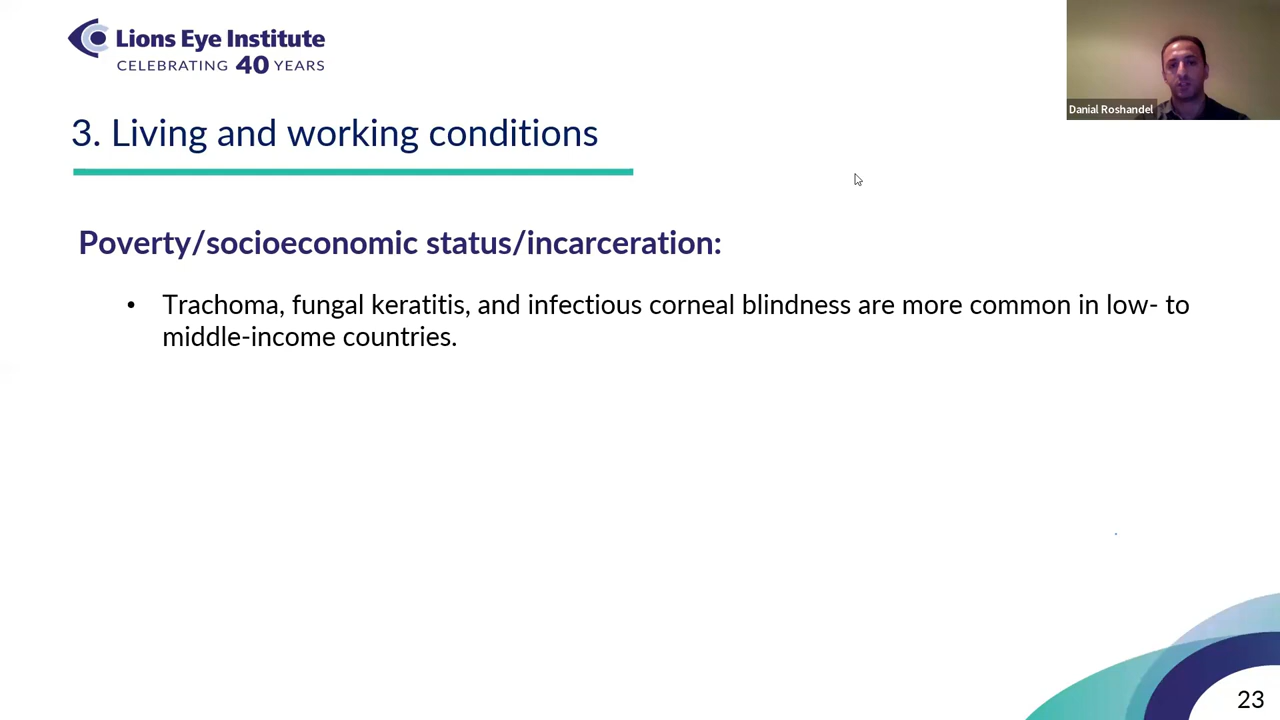 Lions Eye Institute
CELEBRATING 40 YEARS
Danial Roshandel
3. Living and working conditions
Poverty/socioeconomic status/incarceration:
• Trachoma, fungal keratitis, and infectious corneal blindness are more common in low- to
middle-income countries.
23